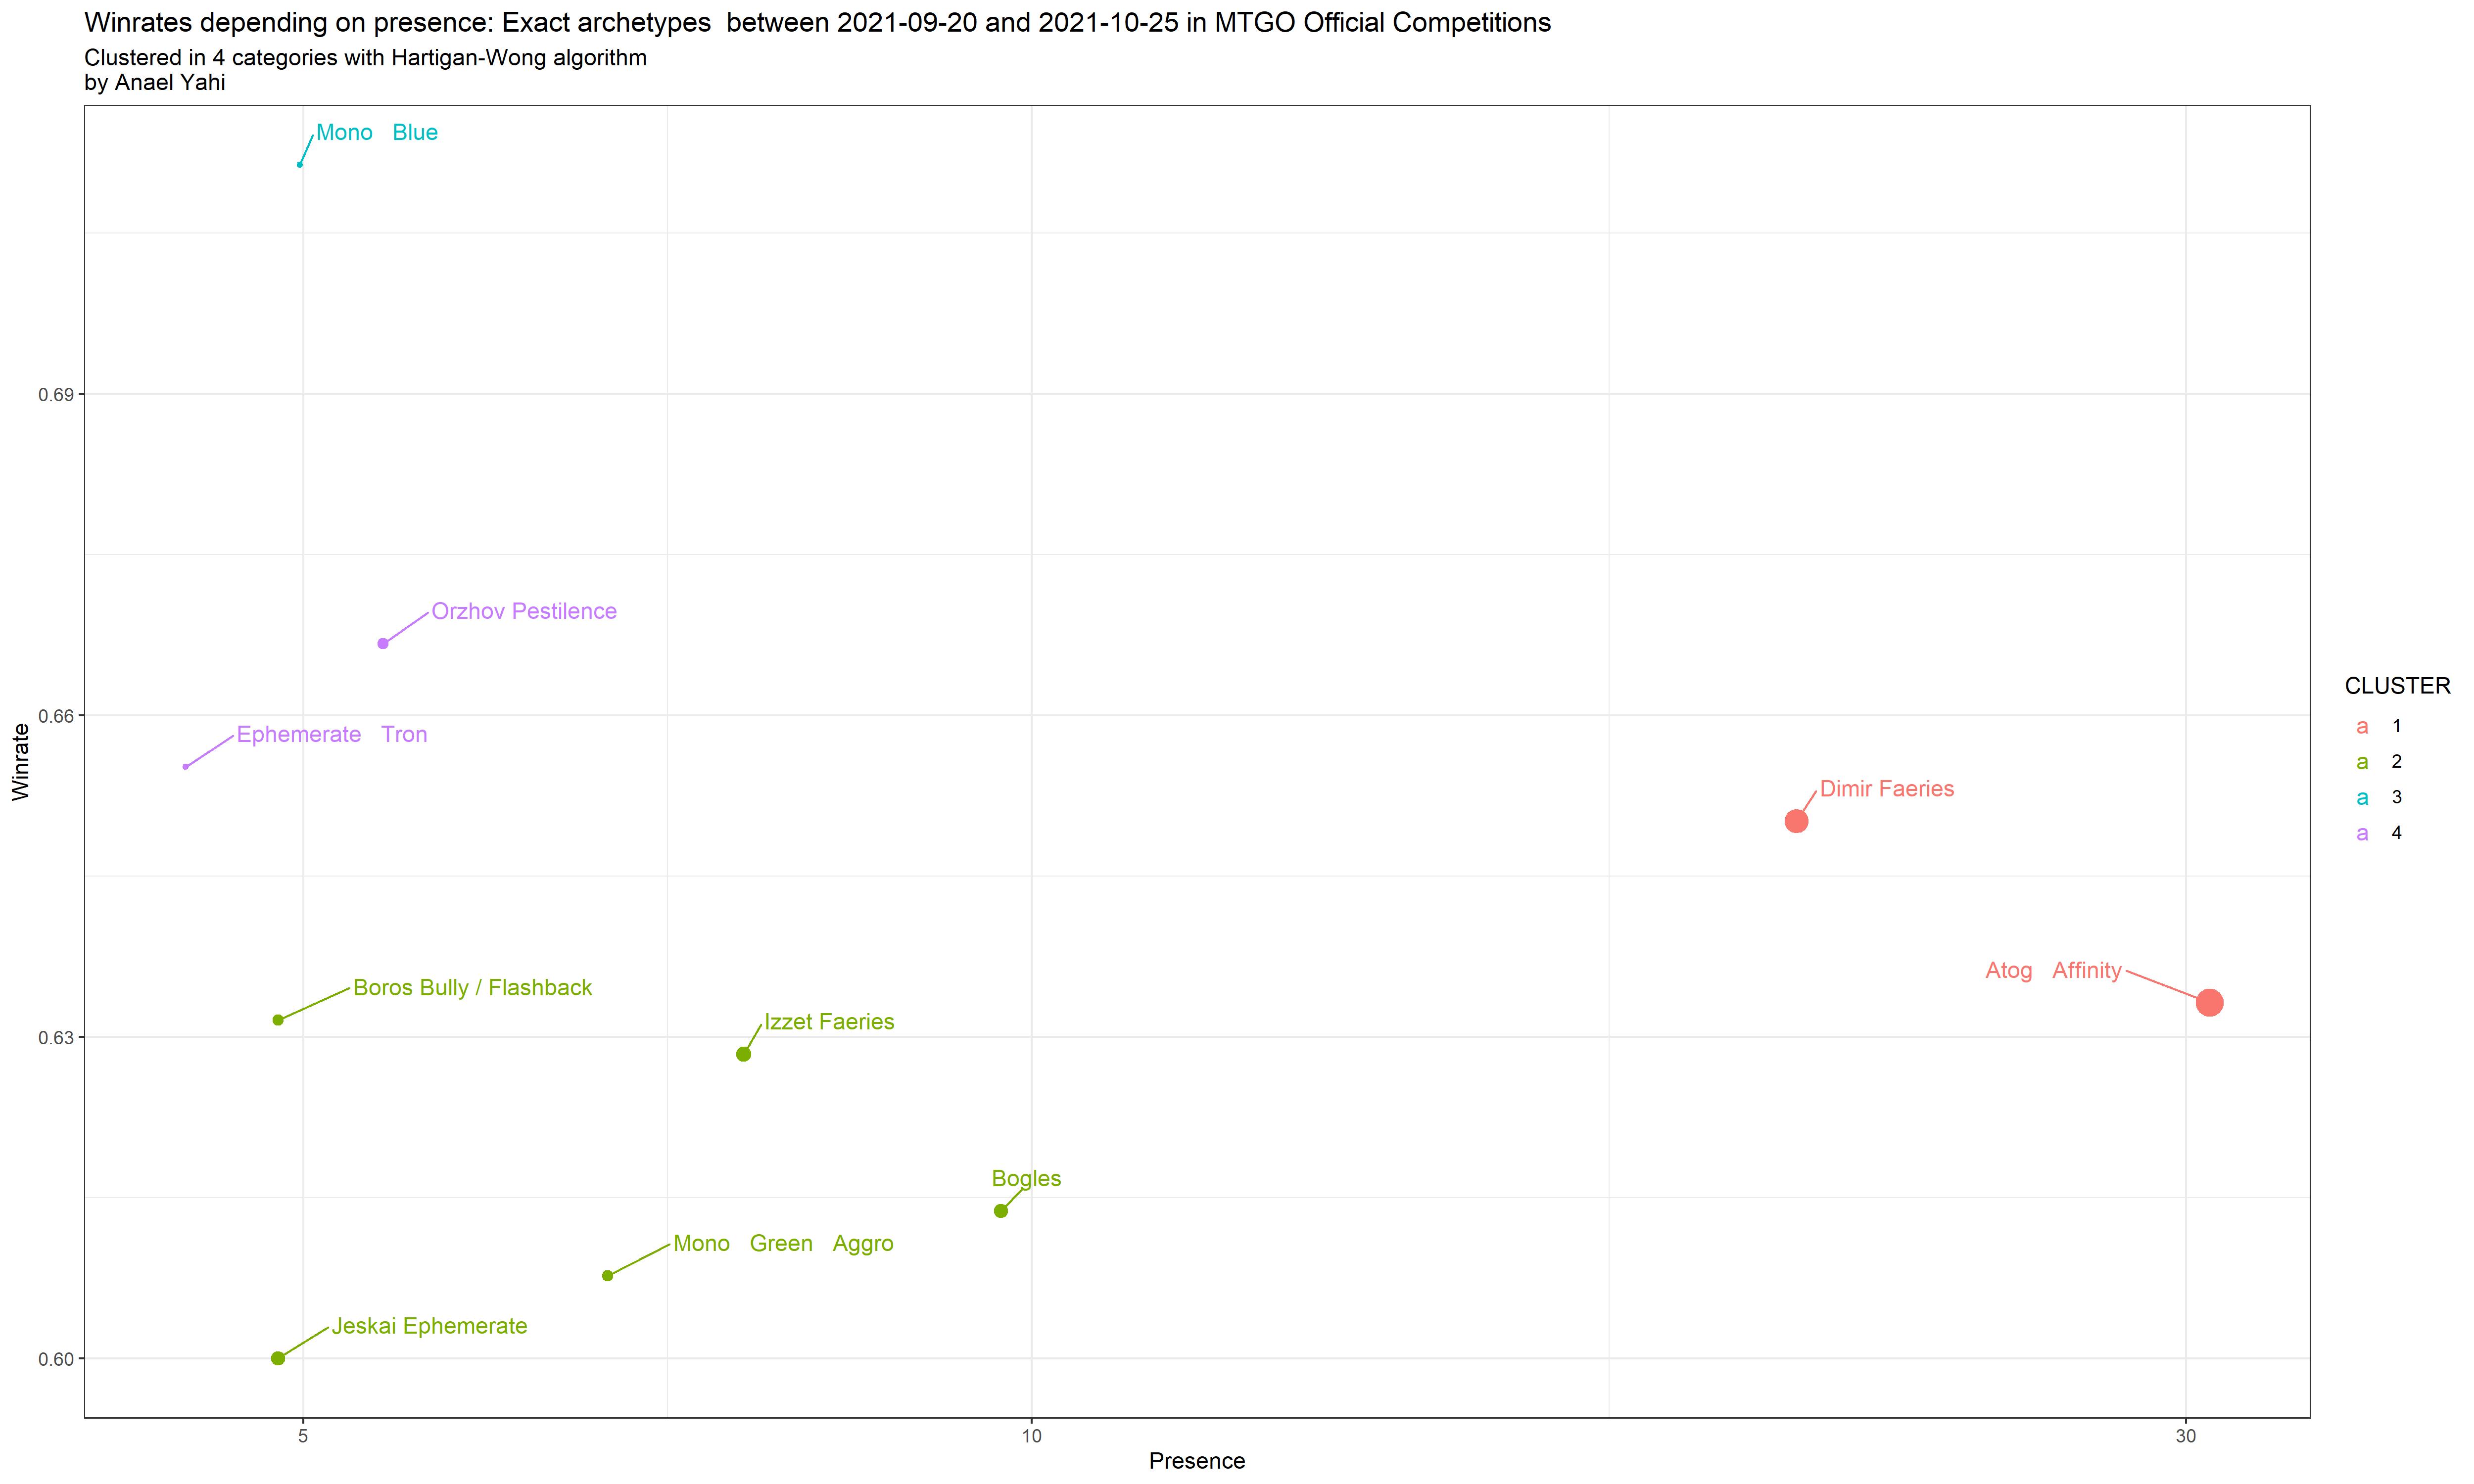 Winrates depending on presence: Exact archetypes  between 2021-09-20 and 2021-10-25 in MTGO Official Competitions
Clustered in 4 categories with Hartigan-Wong algorithm
by Anael Yahi
Mono   Blue
0.69
Orzhov Pestilence
0.66
Ephemerate   Tron
Winrate
Dimir Faeries
Atog   Affinity
Boros Bully / Flashback
Izzet Faeries
0.63
Bogles
Mono   Green   Aggro
Jeskai Ephemerate
0.60
5
10
30
Presence
CLUSTER
a 1
a 2
a 3
a 4